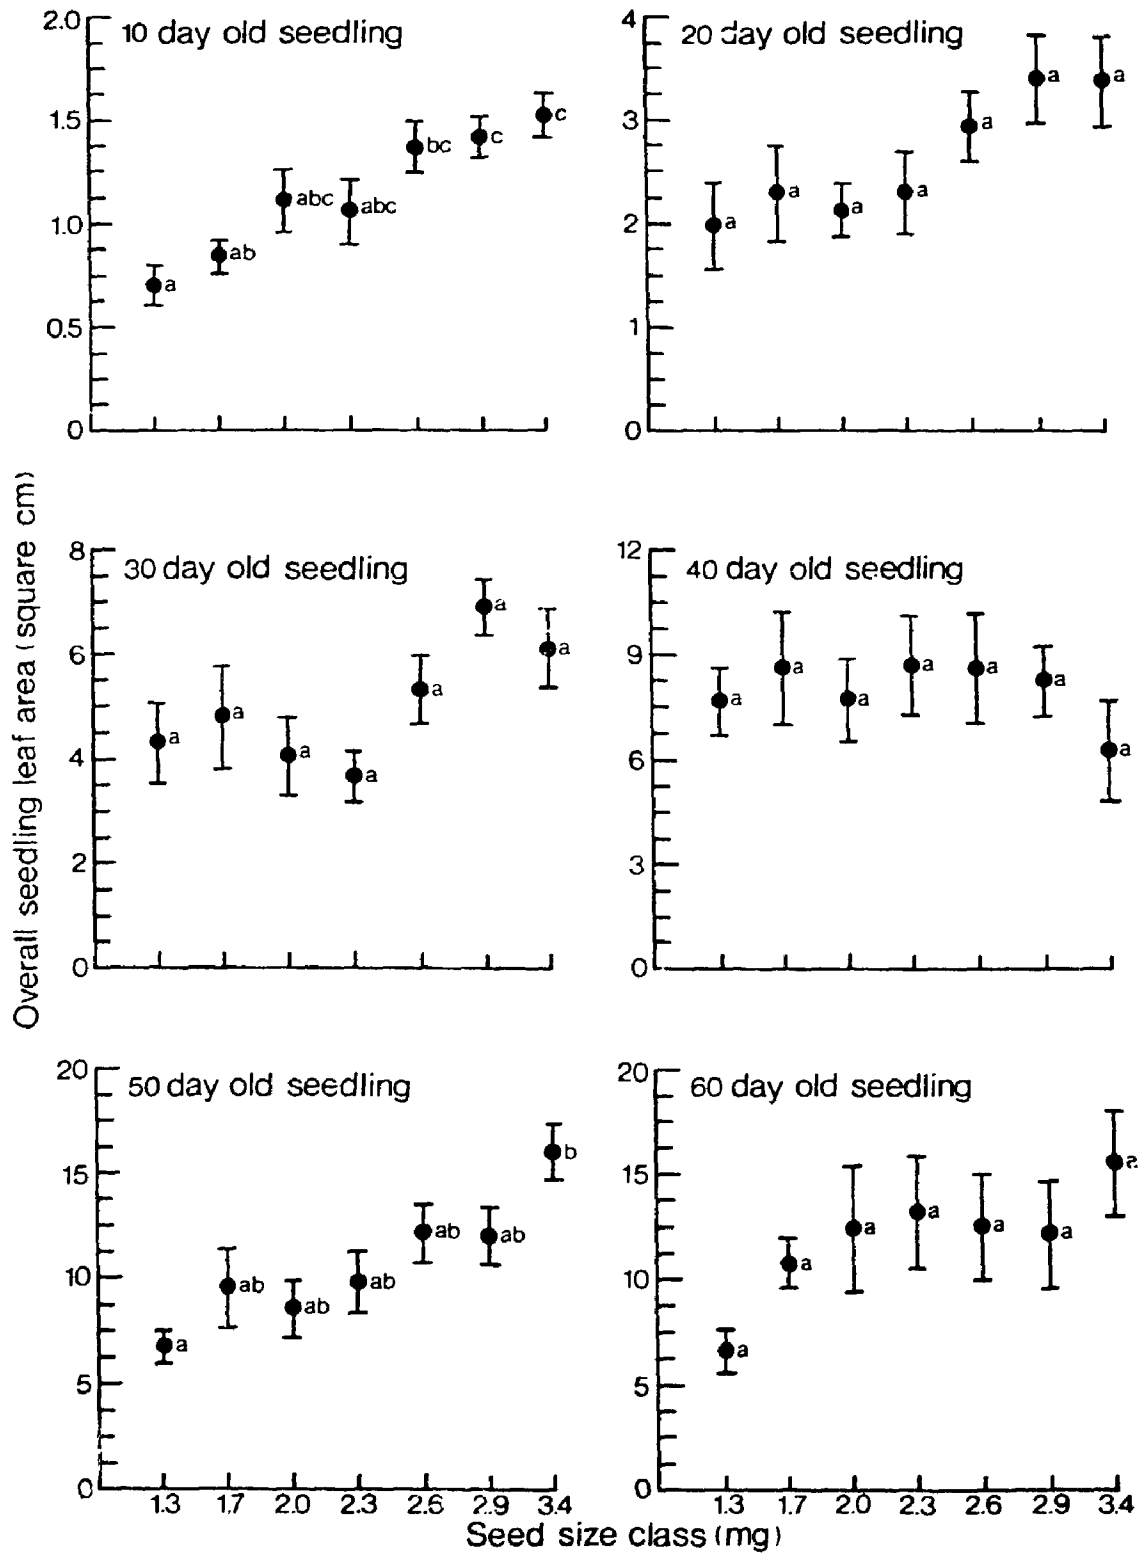 10 day old seedling
2.0
1.5
1.0
0.5
0
a
ab
abc
abc
bc
c
c
20 day old seedling
4
3
2
1
0
a
a
a
a
a
a
a
Overall seedling leaf area (square cm)
30 day old seedling
8
6
4
2
0
a
a
a
a
a
a
a
40 day old seedling
12
9
6
3
0
a
a
a
a
a
a
a
50 day old seedling
20
15
10
5
0
a
ab
ab
ab
ab
ab
b
1.3 1.7 2.0 2.3 2.6 2.9 3.4
60 day old seedling
20
15
10
5
0
a
a
a
a
a
a
a
1.3 1.7 2.0 2.3 2.6 2.9 3.4
Seed size class (mg)